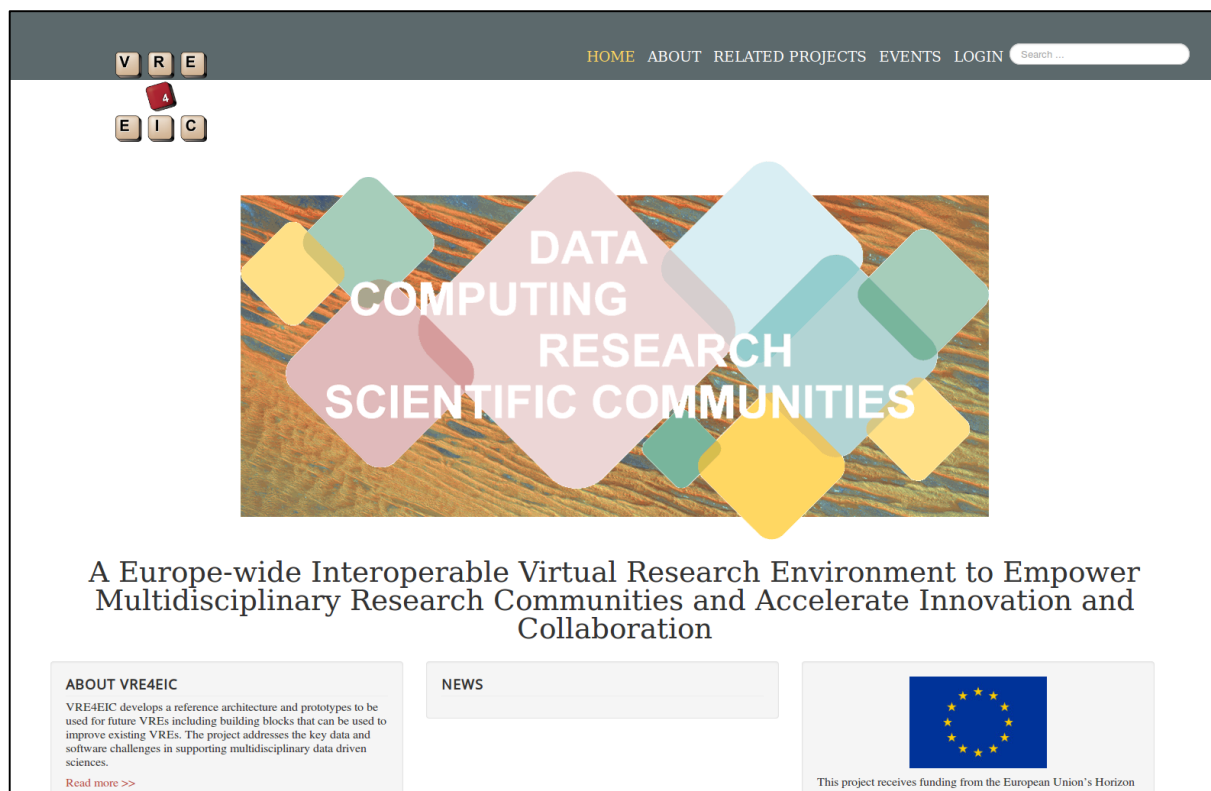 V R E
4
E I C
HOME ABOUT RELATED PROJECTS EVENTS LOGIN Search ...
DATA
COMPUTING
RESEARCH
SCIENTIFIC COMMUNITIES
A Europe-wide Interoperable Virtual Research Environment to Empower
Multidisciplinary Research Communities and Accelerate Innovation and
Collaboration
ABOUT VRE4EIC
VRE4EIC develops a reference architecture and prototypes to be
used for future VREs including building blocks that can be used to
improve existing VREs. The project addresses the key data and
software challenges in supporting multidisciplinary data driven
sciences.
Read more >>
NEWS
This project receives funding from the European Union’s Horizon